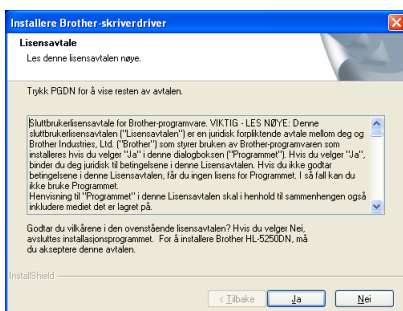 Installere Brother-skriverdriver
Lisensavtale
Les denne lisensavtalen nøye.
Trykk PGDN for å vise resten av avtalen.
Sluttbrukerlisensavtalen for Brother-programvare. VIKTIG - LES NØYE: Denne
sluttbrukerlisensavtalen ("Lisensavtalen") er en juridisk forpliktende avtale mellom deg og
Brother Industries, Ltd. ("Brother") som styrer bruken av Brother-programvaren som
installeres hvis du velger "Ja" i denne dialogboksen ("Programmet"). Hvis du velger "Ja",
binder du deg juridisk til betingelsene i denne Lisensavtalen. Hvis du ikke godtar
betingelsene i denne Lisensavtalen, får du ingen lisens for Programmet. I så fall kan du
ikke bruke Programmet.
Henvisning til "Programmet" i denne Lisensavtalen skal i henhold til sammenhengen også
inkludere mediet det er lagret på.
Godtar du vilkårene i den ovenstående lisensavtalen? Hvis du velger Nei,
avsluttes installasjonsprogrammet. For å installere Brother HL-5250DN, må
du akseptere denne avtalen.
InstallShield
< Tilbake Ja Nei